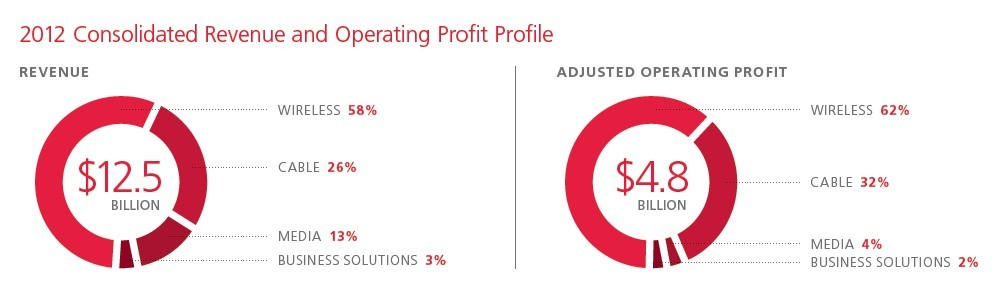 2012 Consolidated Revenue and Operating Profit Profile
REVENUE
WIRELESS 58%
CABLE 26%
$12.5
BILLION
MEDIA 13%
BUSINESS SOLUTIONS 3%
ADJUSTED OPERATING PROFIT
WIRELESS 62%
$4.8
BILLION
CABLE 32%
MEDIA 4%
BUSINESS SOLUTIONS 2%